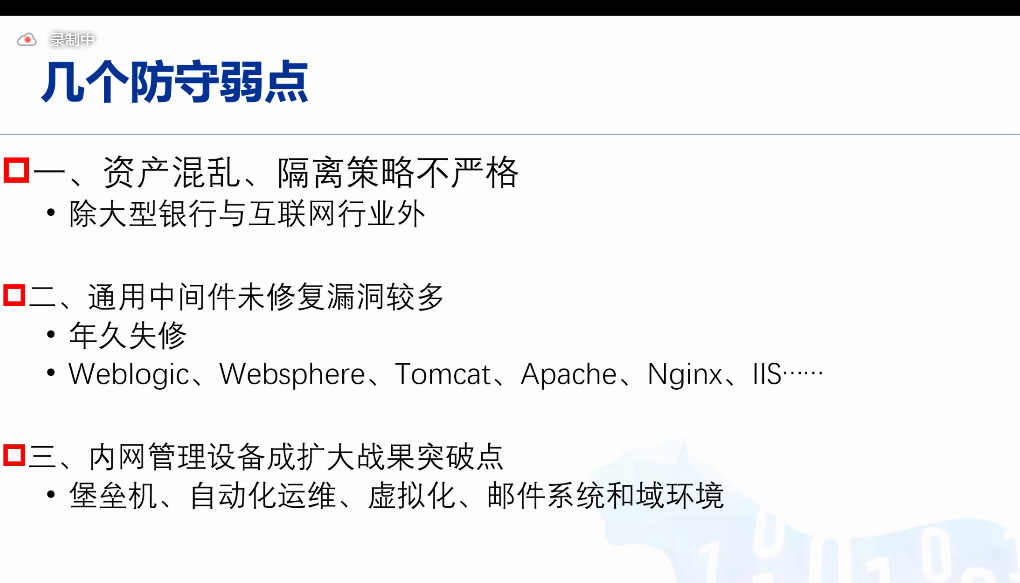 录制中
几个防守弱点
一、资产混乱、隔离策略不严格
• 除大型银行与互联网行业外
二、通用中间件未修复漏洞较多
• 年久失修
• Weblogic、Websphere、Tomcat、Apache、Nginx、IIS……
三、内网管理设备成扩大战果突破点
• 堡垒机、自动化运维、虚拟化、邮件系统和域环境